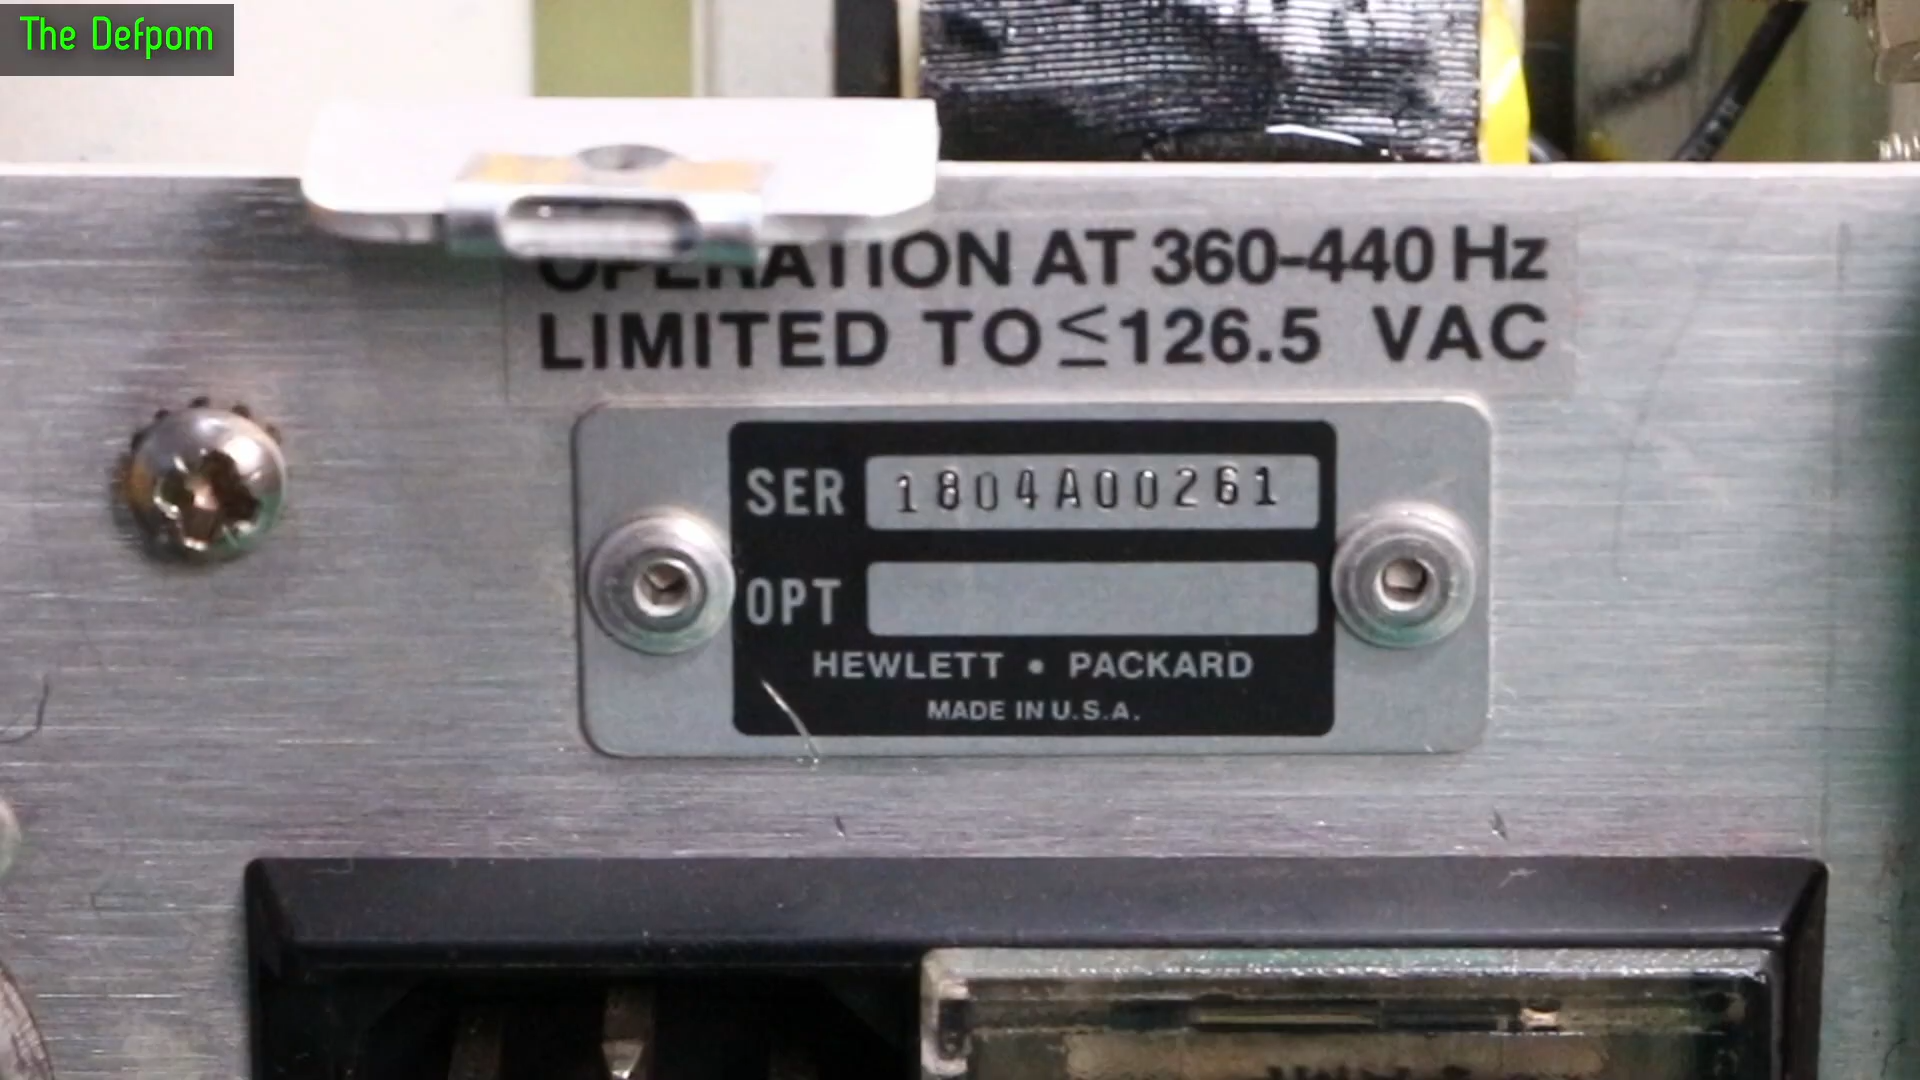 The Defpom
OPERATION AT 360-440 Hz
LIMITED TO ≤126.5 VAC
SER 1804A00261
OPT
HEWLETT • PACKARD
MADE IN U.S.A.